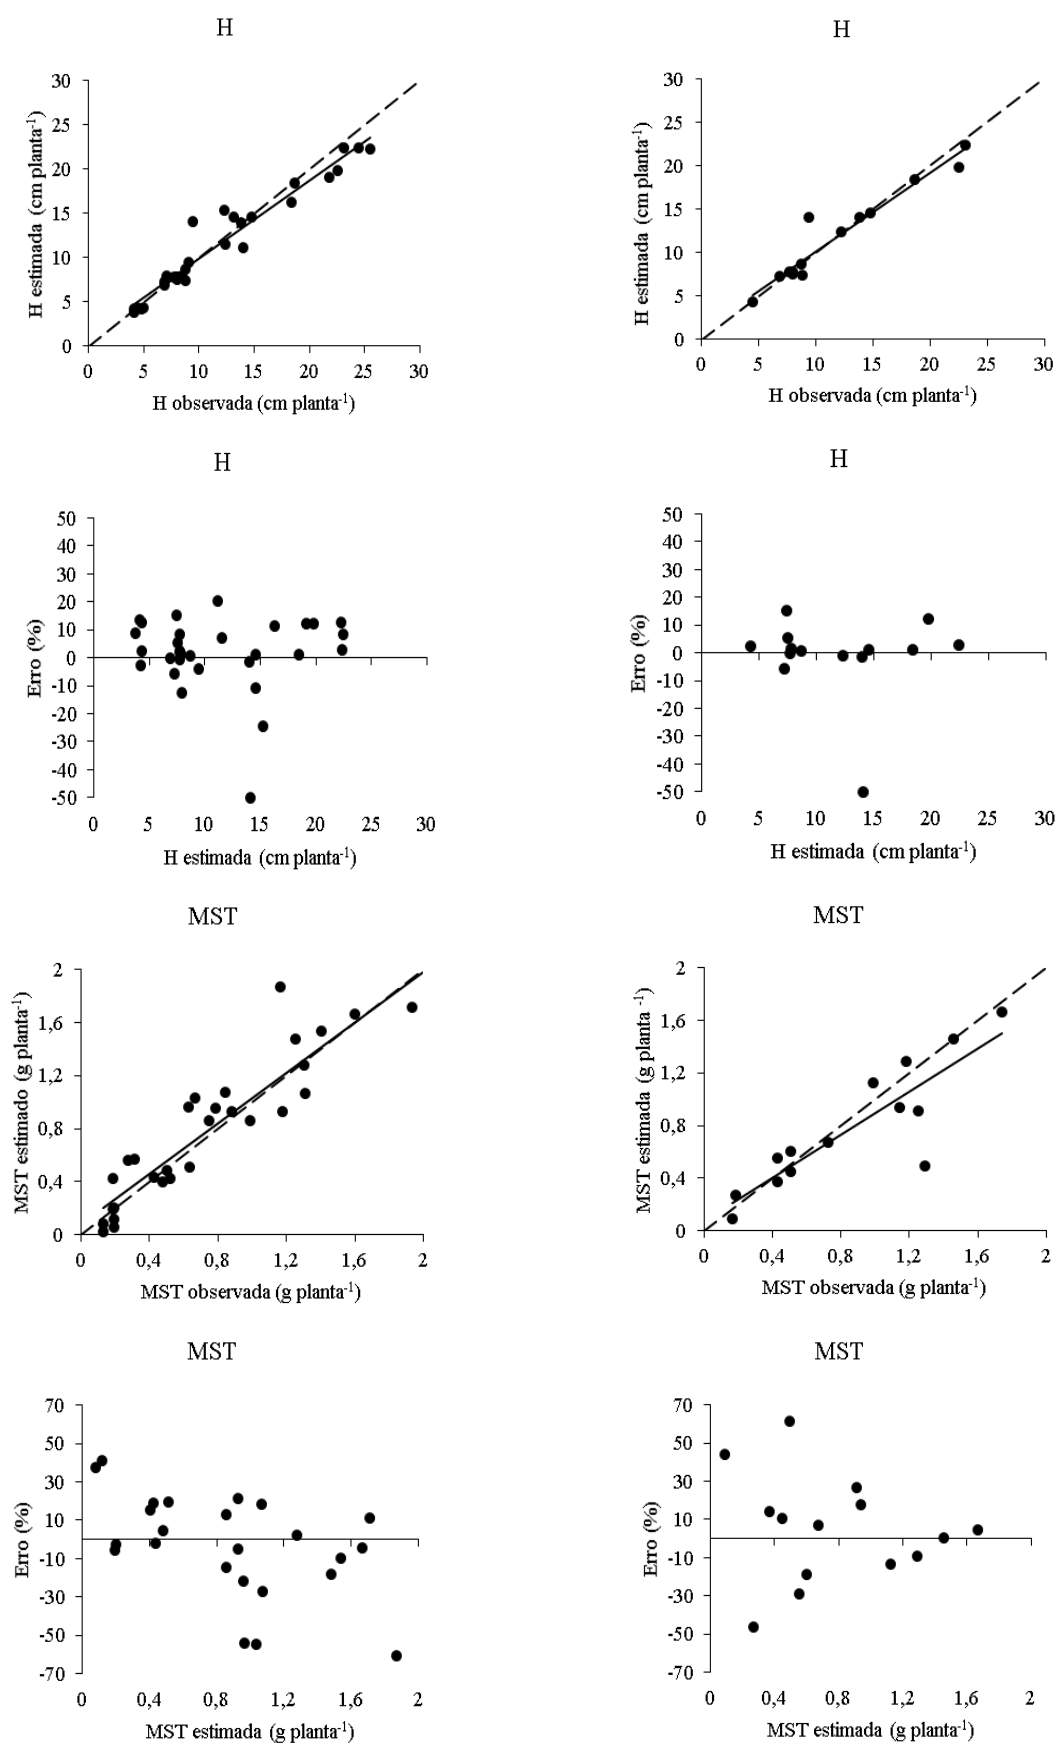 H
30
25
20
15
10
5
0
0 5 10 15 20 25 30
H estimada (cm planta-1)
H observada (cm planta-1)
H
30
25
20
15
10
5
0
0 5 10 15 20 25 30
H estimada (cm planta-1)
H observada (cm planta-1)
H
50
40
30
20
10
0
-10
-20
-30
-40
-50
0 5 10 15 20 25 30
Erro (%)
H estimada (cm planta-1)
H
50
40
30
20
10
0
-10
-20
-30
-40
-50
0 5 10 15 20 25 30
Erro (%)
H estimada (cm planta-1)
MST
2
1,6
1,2
0,8
0,4
0
0 0,4 0,8 1,2 1,6 2
MST estimado (g planta-1)
MST observada (g planta-1)
MST
2
1,6
1,2
0,8
0,4
0
0 0,4 0,8 1,2 1,6 2
MST estimada (g planta -1)
MST observada (g planta-1)
MST
70
50
30
10
-10
-30
-50
-70
0 0,4 0,8 1,2 1,6 2
Erro (%)
MST estimada (g planta-1)
MST
70
50
30
10
-10
-30
-50
-70
0 0,4 0,8 1,2 1,6 2
Erro (%)
MST estimada (g planta-1)